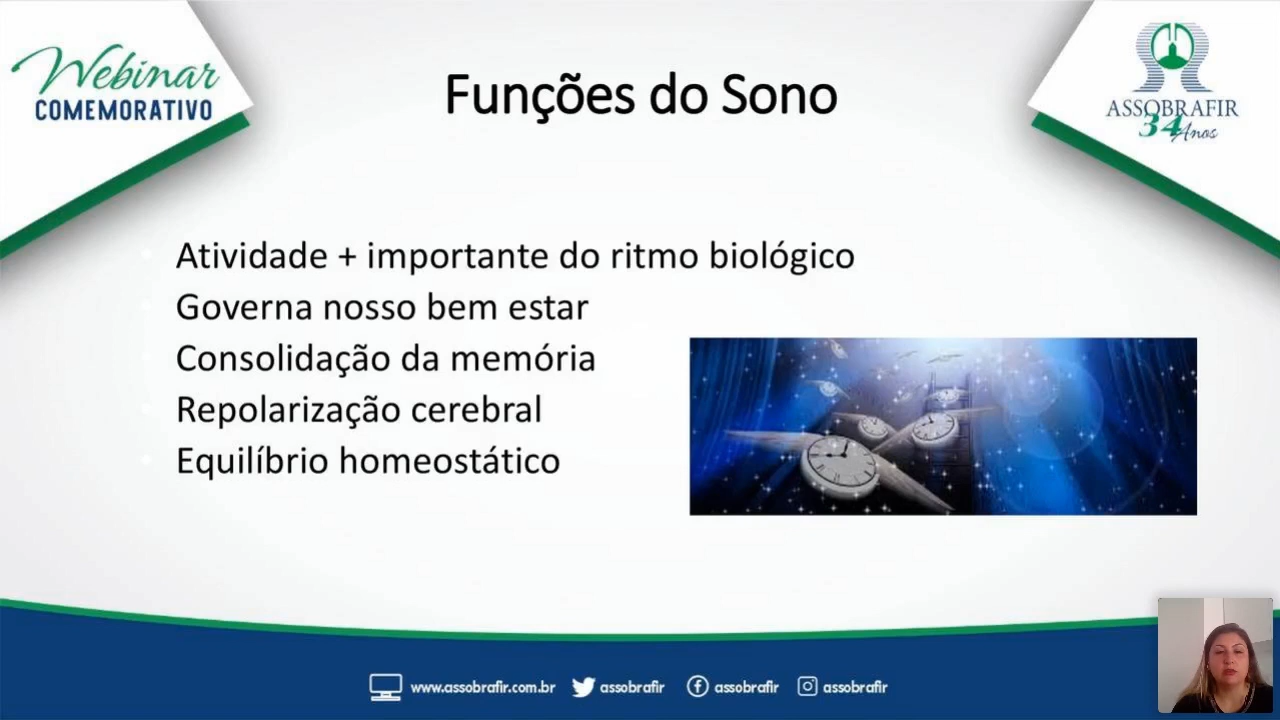 Webinar
COMEMORATIVO
Funções do Sono
ASSOBRAFIR
34 Anos
Atividade + importante do ritmo biológico
Governa nosso bem estar
Consolidação da memória
Repolarização cerebral
Equilíbrio homeostático
www.assobrafir.com.br assobrafir assobrafir assobrafir